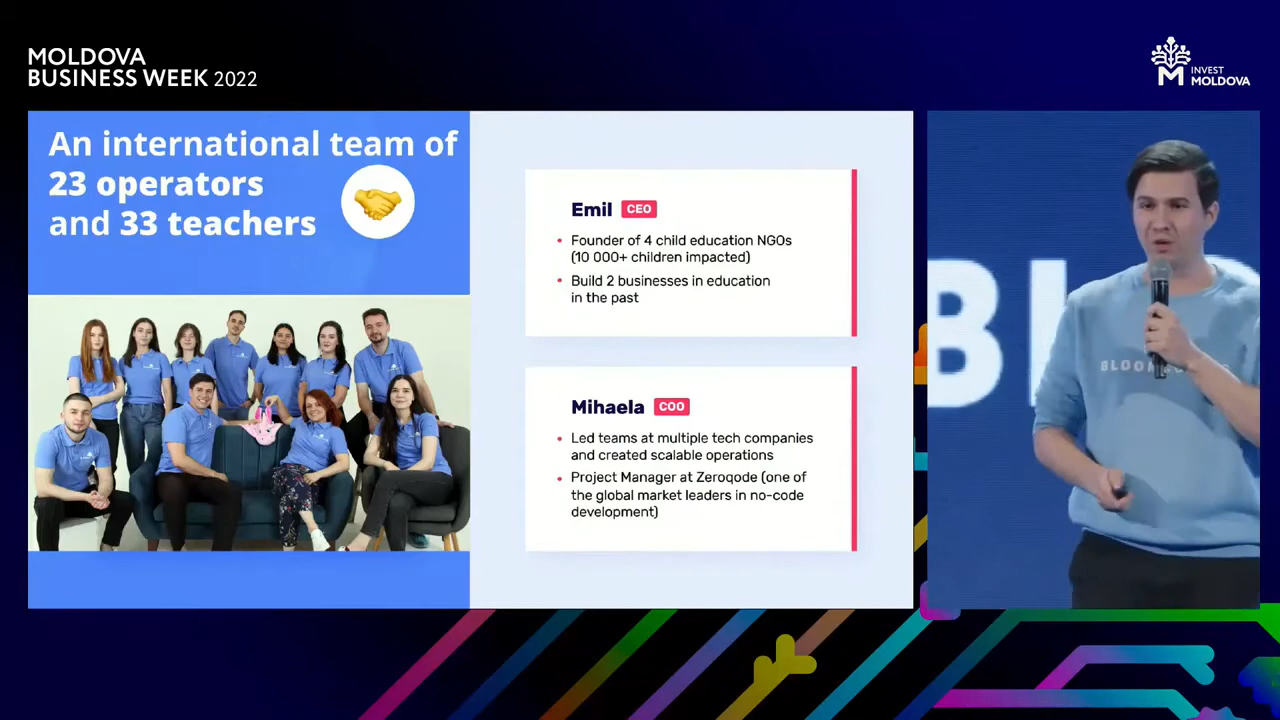 MOLDOVA
BUSINESS WEEK 2022
INVEST
MOLDOVA
An international team of
23 operators
and 33 teachers
Emil CEO
• Founder of 4 child education NGOs
(10 000+ children impacted)
• Build 2 businesses in education
in the past
Mihaela COO
• Led teams at multiple tech companies
and created scalable operations
• Project Manager at Zeroqode (one of
the global market leaders in no-code
development)